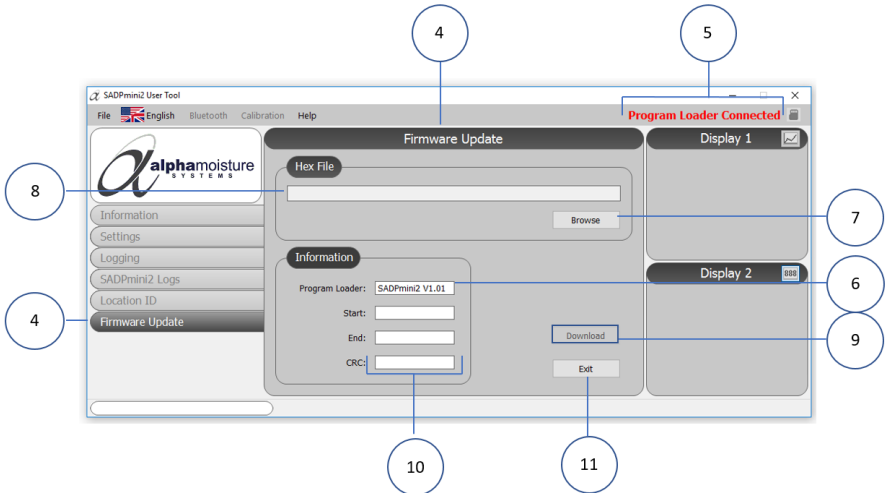 4
5
SADPmini2 User Tool
File English Bluetooth Calibration Help
Program Loader Connected
Firmware Update
Display 1
alphamoisture
SYSTEMS
Hex File
8
Browse
7
Information
Settings
Logging
SADPmini2 Logs
Location ID
Firmware Update
4
Information
Program Loader: SADPmini2 V1.01
Start:
End:
CRC:
Display 2
888
6
Download
9
Exit
10
11